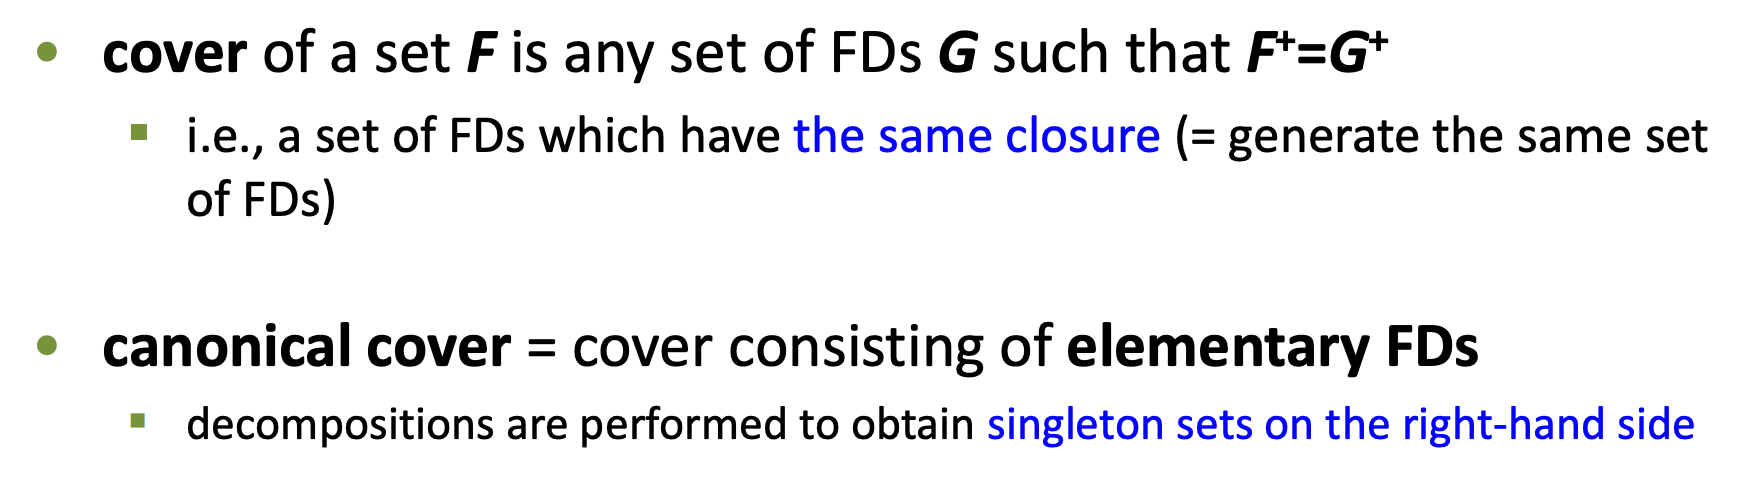 • cover of a set F is any set of FDs G such that F⁺=G⁺
▪ i.e., a set of FDs which have the same closure (= generate the same set
of FDs)
• canonical cover = cover consisting of elementary FDs
▪ decompositions are performed to obtain singleton sets on the right-hand side